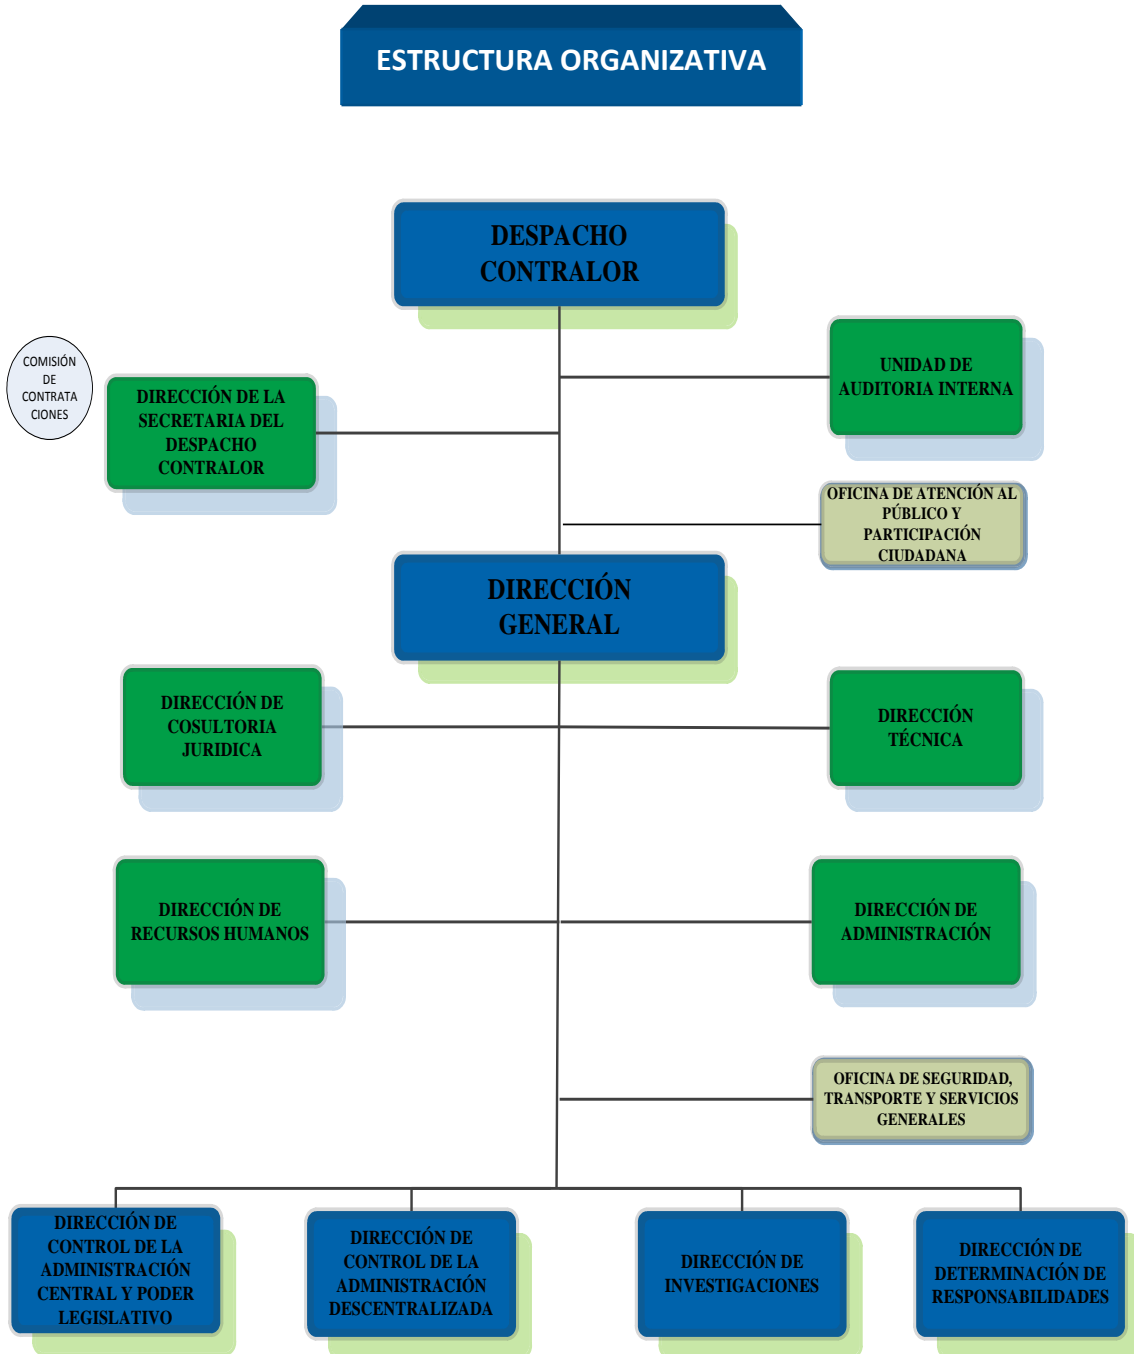 ESTRUCTURA ORGANIZATIVA
DESPACHO
CONTRALOR
UNIDAD DE
AUDITORIA INTERNA
COMISIÓN
DE
CONTRATA
CIONES
DIRECCIÓN DE LA
SECRETARIA DEL
DESPACHO
CONTRALOR
OFICINA DE ATENCIÓN AL
PÚBLICO Y
PARTICIPACIÓN
CIUDADANA
DIRECCIÓN
GENERAL
DIRECCIÓN DE
COSULTORIA
JURIDICA
DIRECCIÓN
TÉCNICA
DIRECCIÓN DE
RECURSOS HUMANOS
DIRECCIÓN DE
ADMINISTRACIÓN
OFICINA DE SEGURIDAD,
TRANSPORTE Y SERVICIOS
GENERALES
DIRECCIÓN DE
CONTROL DE LA
ADMINISTRACIÓN
CENTRAL Y PODER
LEGISLATIVO
DIRECCIÓN DE
CONTROL DE LA
ADMINISTRACIÓN
DESCENTRALIZADA
DIRECCIÓN DE
INVESTIGACIONES
DIRECCIÓN DE
DETERMINACIÓN DE
RESPONSABILIDADES